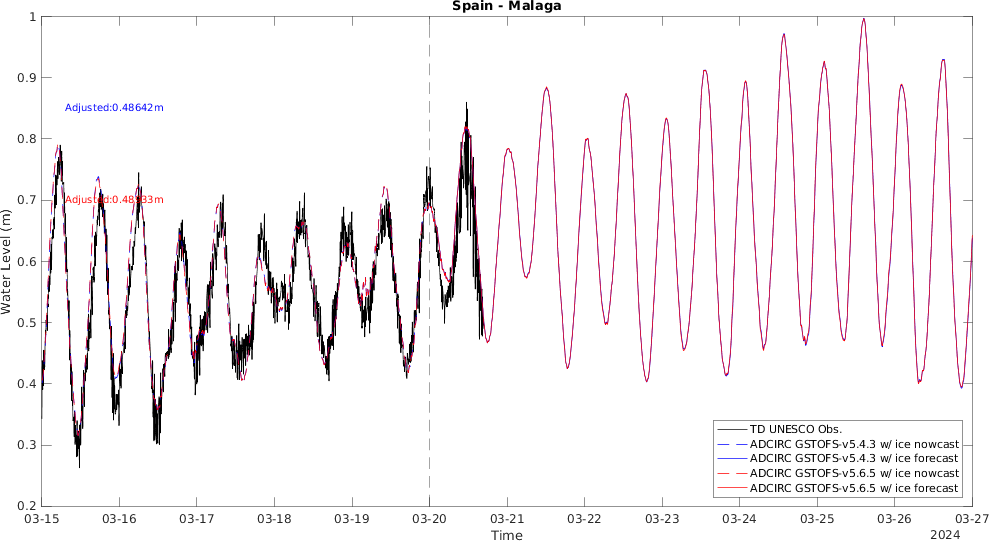 Spain - Malaga
Water Level (m)
1
0.9
0.8
0.7
0.6
0.5
0.4
0.3
0.2
Adjusted:0.48642m
TD UNESCO Obs.
ADCIRC GSTOFS-v5.4.3 w/ ice nowcast
ADCIRC GSTOFS-v5.4.3 w/ ice forecast
ADCIRC GSTOFS-v5.6.5 w/ ice nowcast
ADCIRC GSTOFS-v5.6.5 w/ ice forecast
03-15 03-16 03-17 03-18 03-19 03-20 03-21 03-22 03-23 03-24 03-25 03-26 03-27
Time
2024